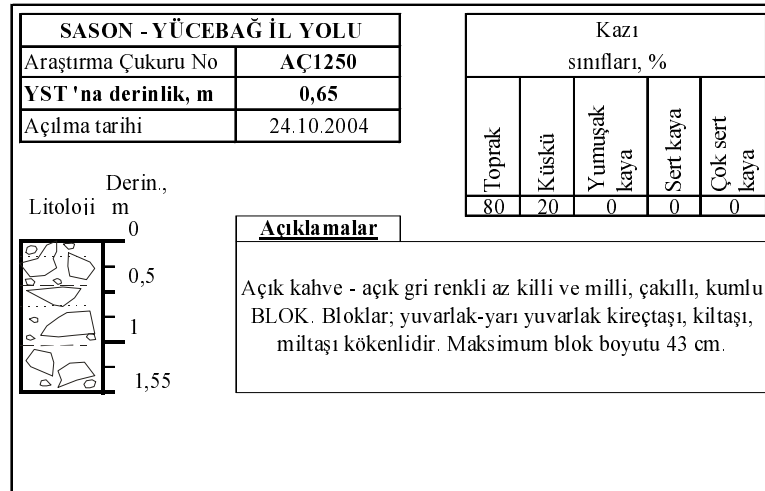 SASON - YÜCEBAĞ İL YOLU
Araştırma Çukuru No AÇ1250
YST 'na derinlik, m 0,65
Açılma tarihi 24.10.2004
Kazı
sınıfları, %
Toprak
Küskü
Yumuşak
kaya
Sert kaya
Çok sert
kaya
80 20 0 0 0
Derin.,
Litoloji m
0
0,5
1
1,55
Açıklamalar
Açık kahve - açık gri renkli az killi ve milli, çakıllı, kumlu
BLOK. Bloklar; yuvarlak-yarı yuvarlak kireçtaşı, kiltaşı,
miltaşı kökenlidir. Maksimum blok boyutu 43 cm.